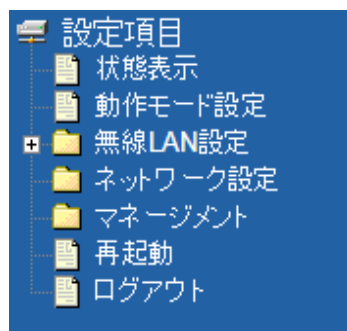 設定項目
状態表示
動作モード設定
無線LAN設定
ネットワーク設定
マネージメント
再起動
ログアウト